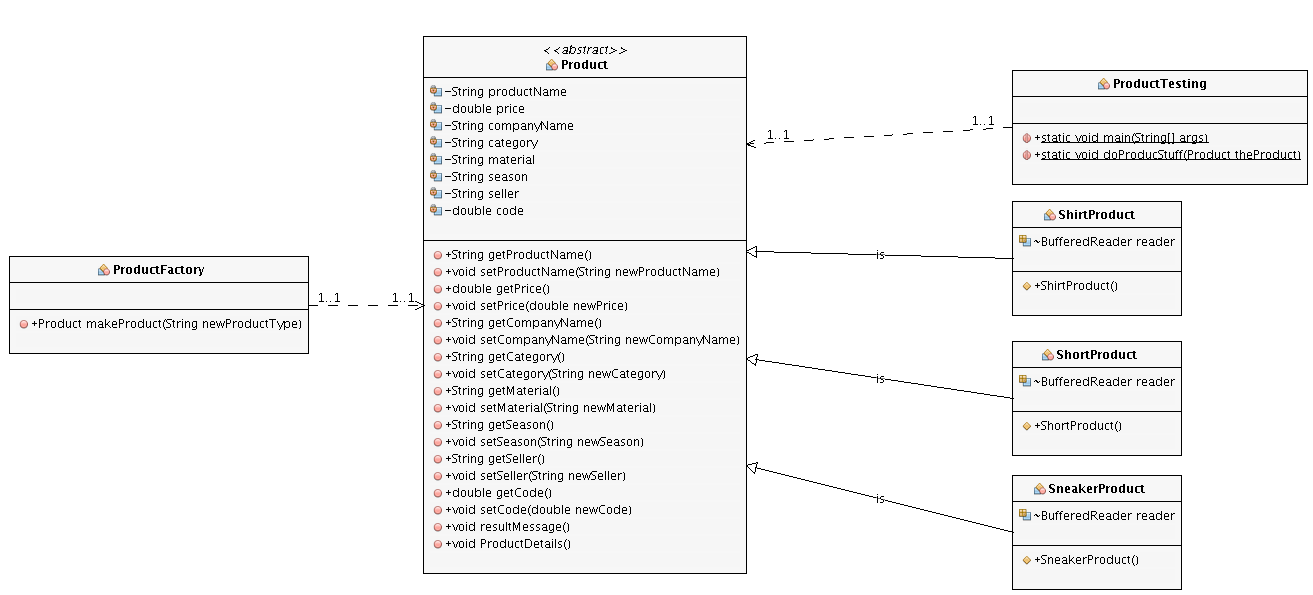 <<abstract>>
Product
-String productName
-double price
-String companyName
-String category
-String material
-String season
-String seller
-double code
+String getProductName()
+void setProductName(String newProductName)
+double getPrice()
+void setPrice(double newPrice)
+String getCompanyName()
+void setCompanyName(String newCompanyName)
+String getCategory()
+void setCategory(String newCategory)
+String getMaterial()
+void setMaterial(String newMaterial)
+String getSeason()
+void setSeason(String newSeason)
+String getSeller()
+void setSeller(String newSeller)
+double getCode()
+void setCode(double newCode)
+void resultMessage()
+void ProductDetails()
ProductFactory
+Product makeProduct(String newProductType)
1..1
1..1
1..1
1..1
ProductTesting
+static void main(String[] args)
+static void doProducStuff(Product theProduct)
is
ShirtProduct
~BufferedReader reader
+ShirtProduct()
is
ShortProduct
~BufferedReader reader
+ShortProduct()
is
SneakerProduct
~BufferedReader reader
+SneakerProduct()